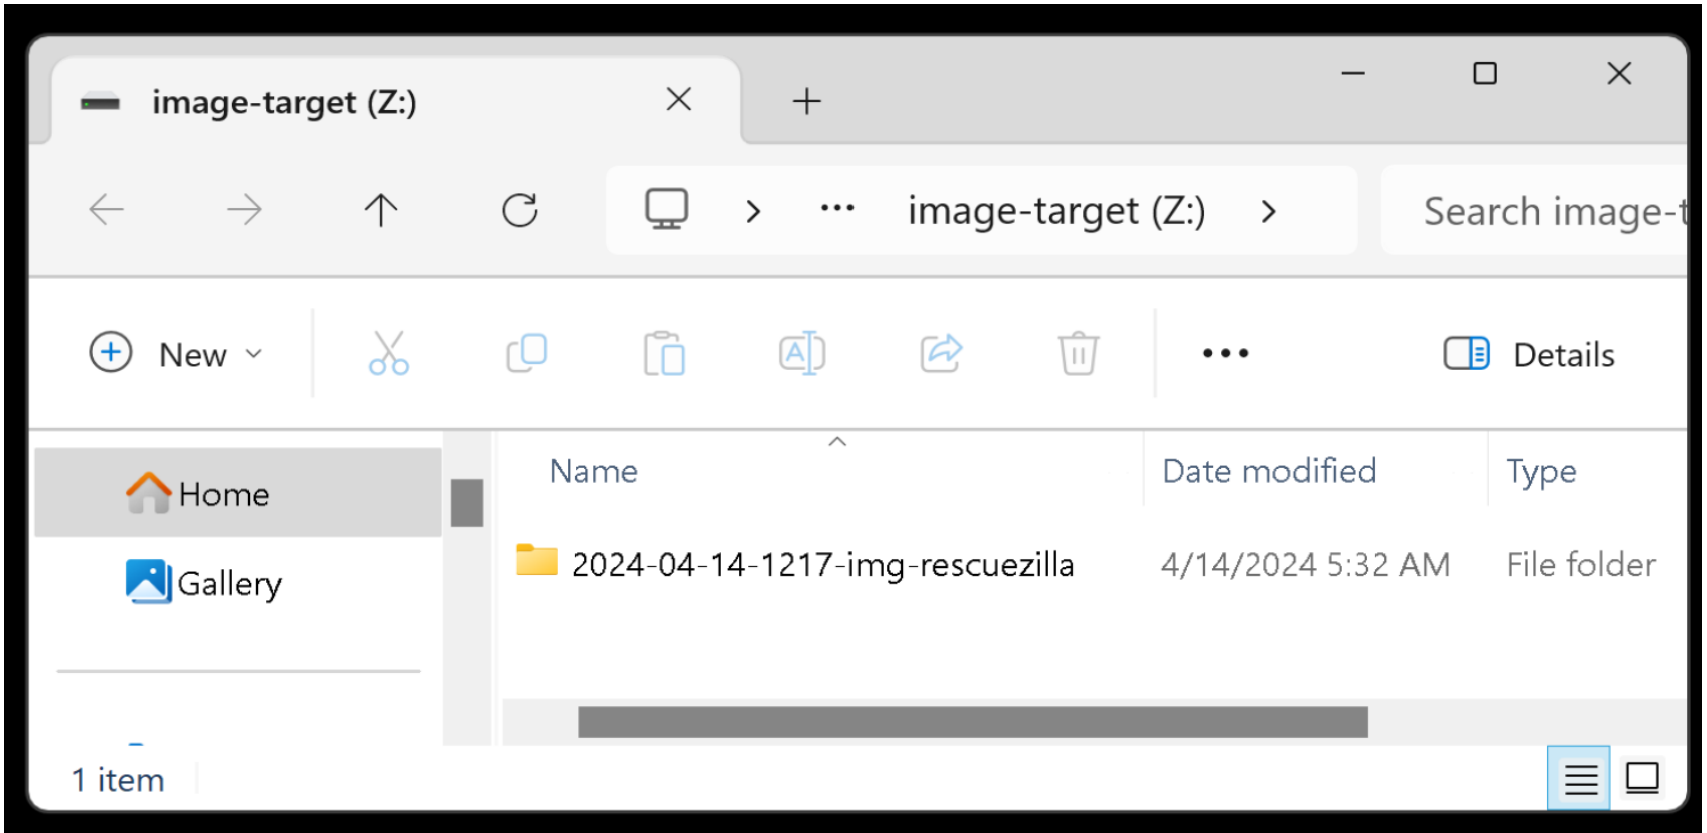 image-target (Z:)
image-target (Z:)
Search image-t
New
Details
Name
Date modified
Type
Home
Gallery
2024-04-14-1217-img-rescuezilla
4/14/2024 5:32 AM
File folder
1 item